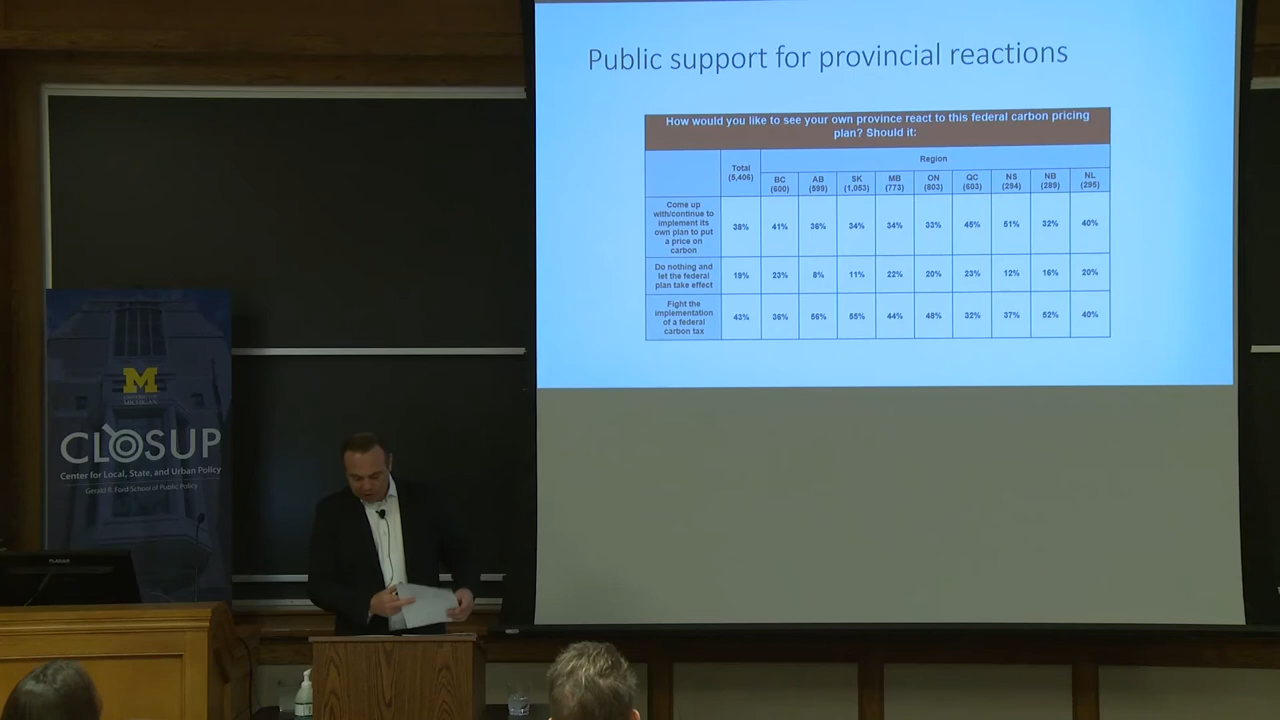 Public support for provincial reactions
How would you like to see your own province react to this federal carbon pricing
plan? Should it:
Total
(5,406)
Region
BC
(600)
AB
(599)
SK
(1,053)
MB
(773)
ON
(803)
QC
(603)
NS
(294)
NB
(289)
NL
(295)
Come up
with/continue to
implement its
own plan to put
a price on
carbon
38%
41%
36%
34%
34%
33%
45%
51%
32%
40%
Do nothing and
let the federal
plan take effect
19%
23%
8%
11%
22%
20%
23%
12%
16%
20%
Fight the
implementation
of a federal
carbon tax
43%
36%
56%
55%
44%
48%
32%
37%
52%
40%
M
UNIVERSITY OF
MICHIGAN
CLOSUP
Center for Local, State, and Urban Policy
Gerald R. Ford School of Public Policy